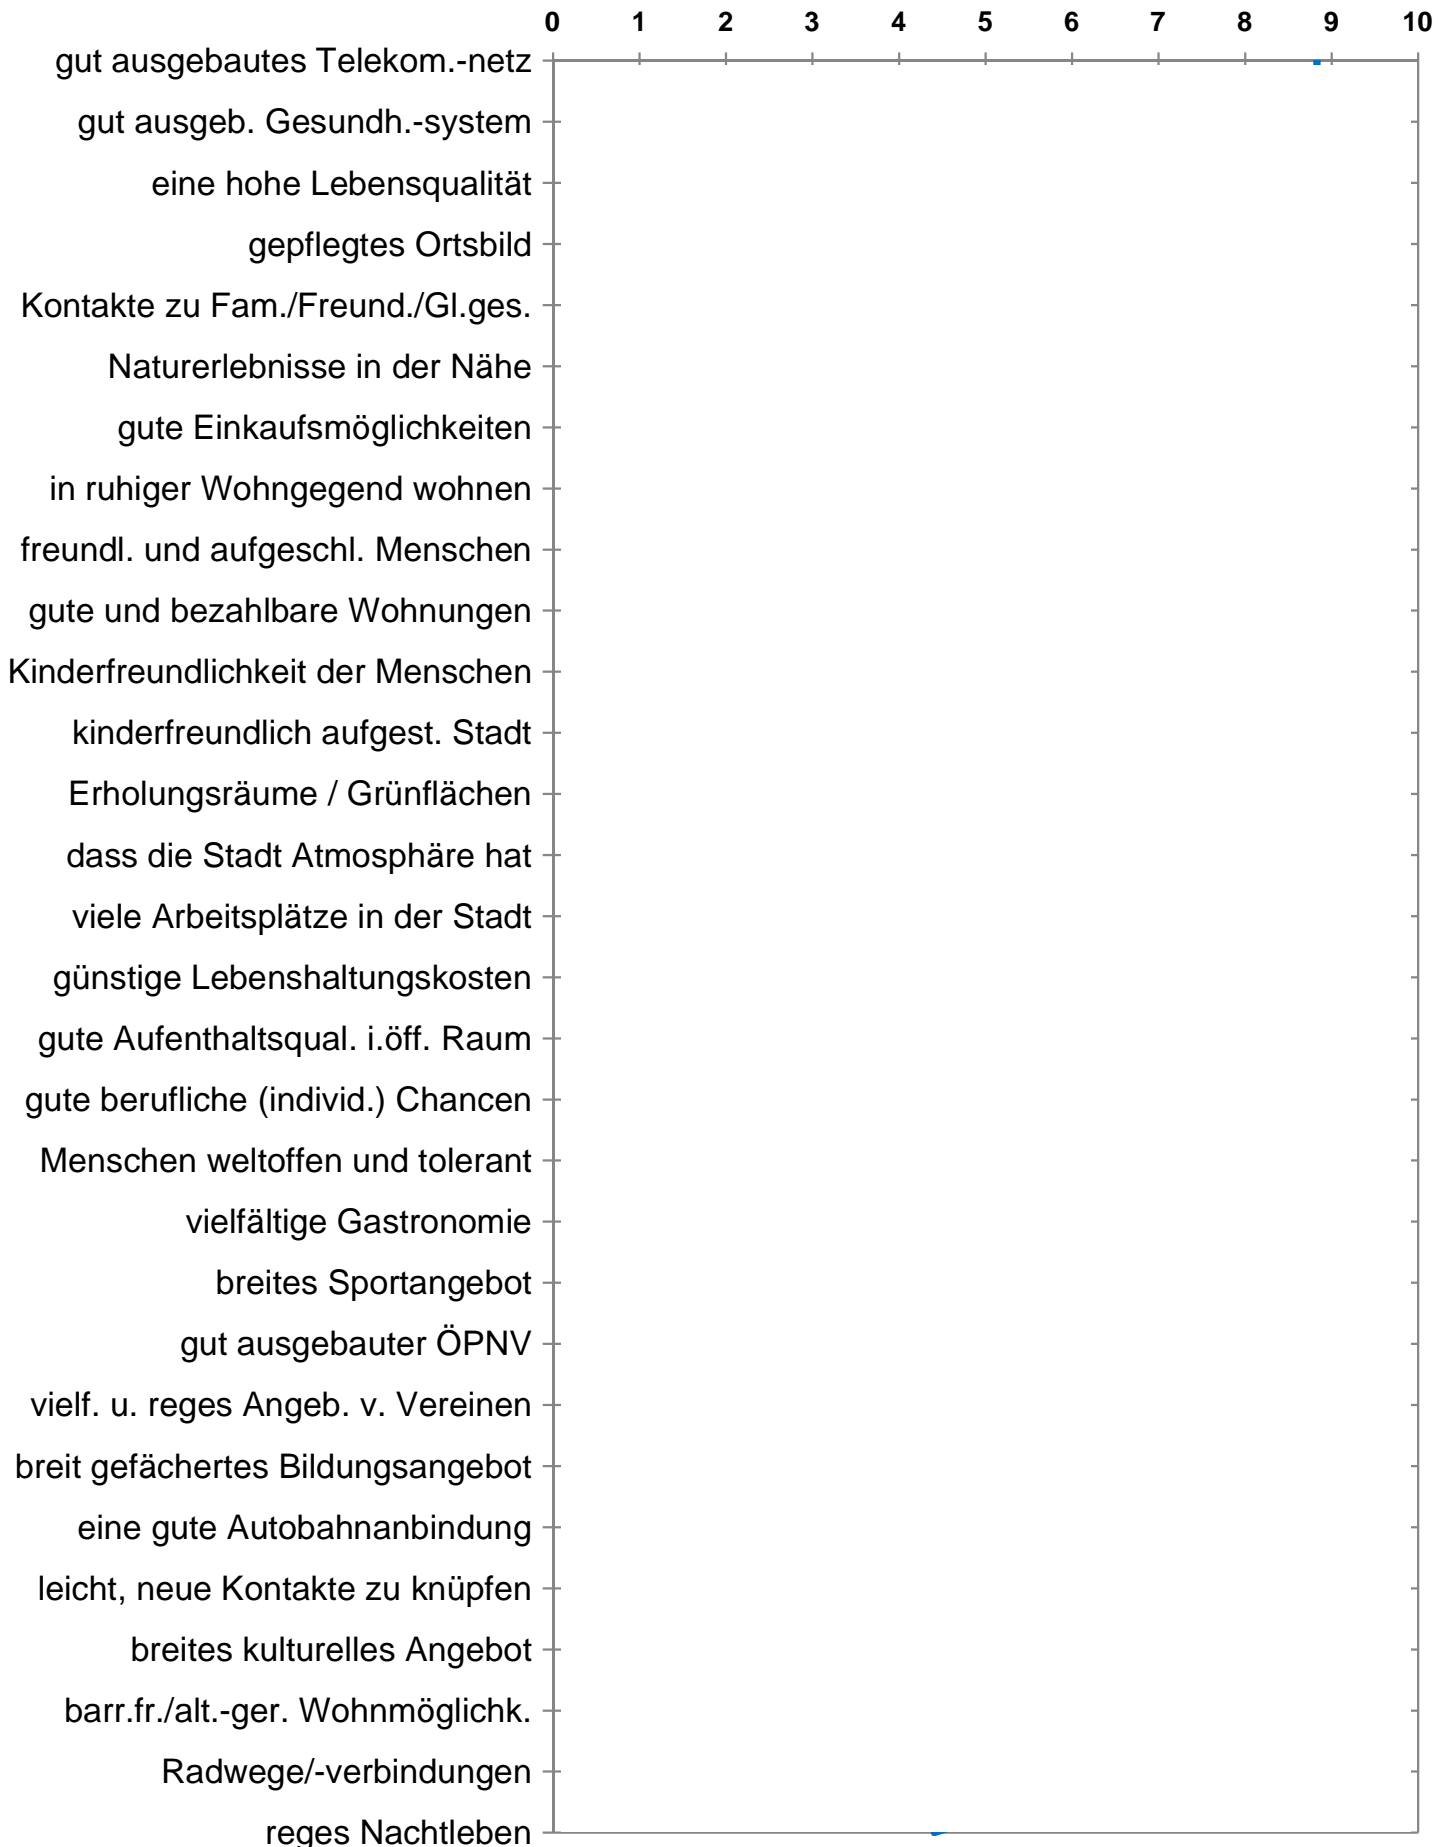 0 1 2 3 4 5 6 7 8 9 10
gut ausgebautes Telekom.-netz
gut ausgeb. Gesundh.-system
eine hohe Lebensqualität
gepflegtes Ortsbild
Kontakte zu Fam./Freund./Gl.ges.
Naturerlebnisse in der Nähe
gute Einkaufsmöglichkeiten
in ruhiger Wohngegend wohnen
freundl. und aufgeschl. Menschen
gute und bezahlbare Wohnungen
Kinderfreundlichkeit der Menschen
kinderfreundlich aufgest. Stadt
Erholungsräume / Grünflächen
dass die Stadt Atmosphäre hat
viele Arbeitsplätze in der Stadt
günstige Lebenshaltungskosten
gute Aufenthaltsqual. i.öff. Raum
gute berufliche (individ.) Chancen
Menschen weltoffen und tolerant
vielfältige Gastronomie
breites Sportangebot
gut ausgebauter ÖPNV
vielf. u. reges Angeb. v. Vereinen
breit gefächertes Bildungsangebot
eine gute Autobahnanbindung
leicht, neue Kontakte zu knüpfen
breites kulturelles Angebot
barr.fr./alt.-ger. Wohnmöglichk.
Radwege/-verbindungen
reges Nachtleben